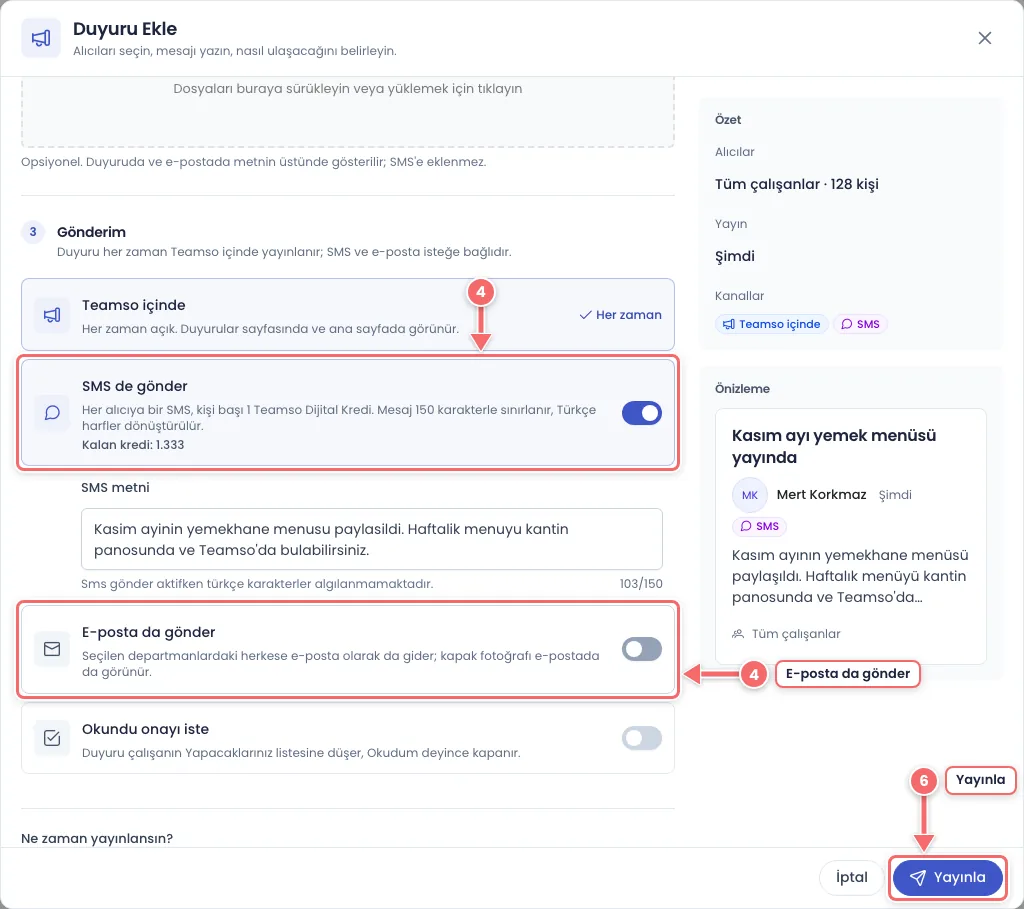 Duyuru Ekle
Alıcıları seçin, mesajı yazın, nasıl ulaşacağını belirleyin.
Dosyaları buraya sürükleyin veya yüklemek için tıklayın
Opsiyonel. Duyuruda ve e-postada metnin üstünde gösterilir; SMS'e eklenmez.
3
Gönderim
Duyuru her zaman Teamso içinde yayınlanır; SMS ve e-posta isteğe bağlıdır.
4
Teamso içinde
Her zaman açık. Duyurular sayfasında ve ana sayfada görünür.
Her zaman
SMS de gönder
Her alıcıya bir SMS, kişi başı 1 Teamso Dijital Kredi. Mesaj 150 karakterle sınırlanır, Türkçe
harfler dönüştürülür.
Kalan kredi: 1.333
SMS metni
Kasim ayinin yemekhane menusu paylasildi. Haftalik menuyu kantin
panosunda ve Teamso'da bulabilirsiniz.
Sms gönder aktifken türkçe karakterler algılanmamaktadır.
103/150
E-posta da gönder
Seçilen departmanlardaki herkese e-posta olarak da gider; kapak fotoğrafı e-postada
da görünür.
4
E-posta da gönder
Okundu onayı iste
Duyuru çalışanın Yapacaklarınız listesine düşer, Okudum deyince kapanır.
Ne zaman yayınlansın?
Özet
Alıcılar
Tüm çalışanlar · 128 kişi
Yayın
Şimdi
Kanallar
Teamso içinde
SMS
Önizleme
Kasım ayı yemek menüsü
yayında
MK
Mert Korkmaz
Şimdi
SMS
Kasım ayının yemekhane menüsü
paylaşıldı. Haftalık menüyü kantin
panosunda ve Teamso'da…
Tüm çalışanlar
6
Yayınla
İptal
Yayınla